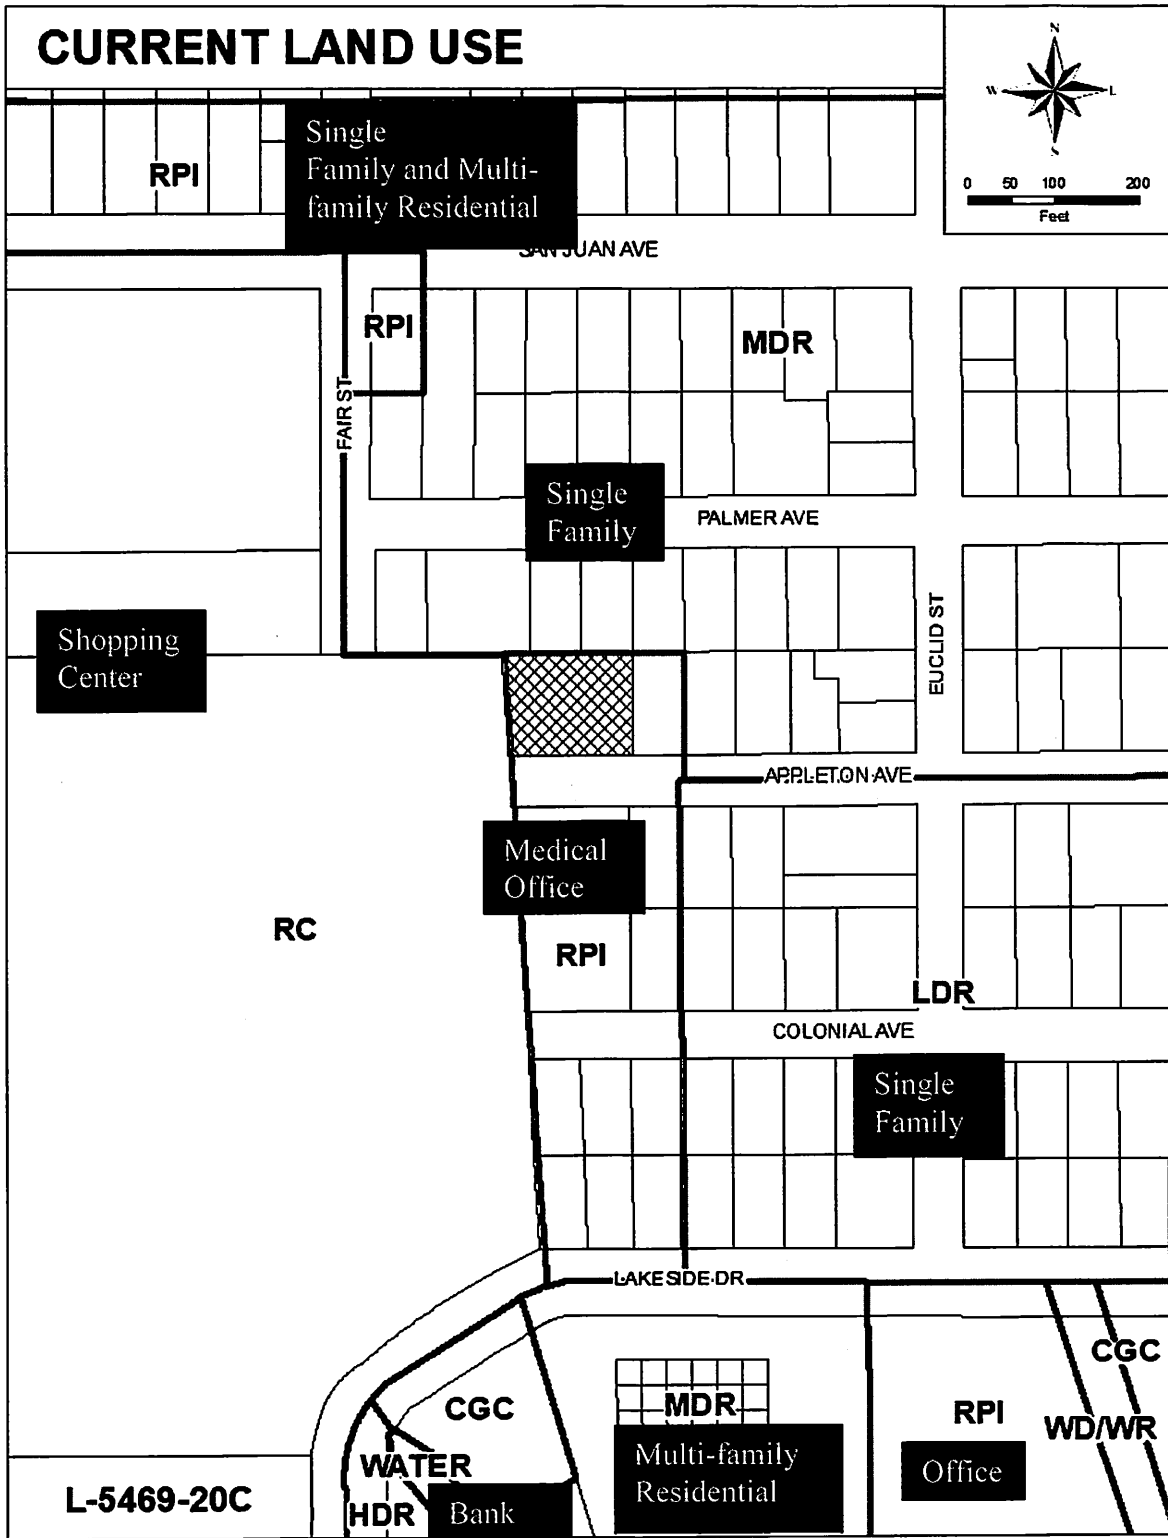 CURRENT LAND USE
N
W
L
S
0 50 100 200
Feet
RPI
Single
Family and Multi-
family Residential
SAN JUAN AVE
RPI
MDR
FAIR ST
Single
Family
PALMER AVE
EUCLID ST
Shopping
Center
APPLETON AVE
Medical
Office
RC
RPI
LDR
COLONIAL AVE
Single
Family
LAKESIDE DR
CGC
CGC
MDR
RPI
WD/WR
WATER
Multi-family
Residential
Office
L-5469-20C
HDR
Bank